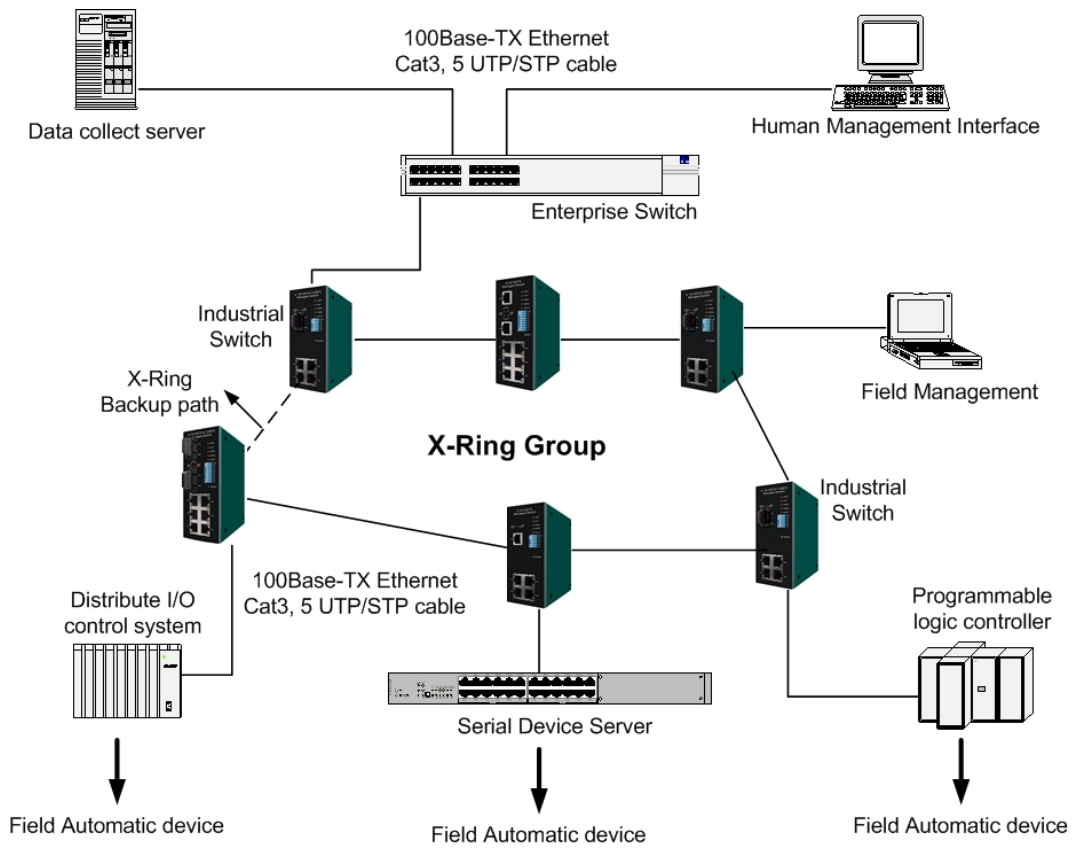 100Base-TX Ethernet
Cat3, 5 UTP/STP cable
Data collect server
Human Management Interface
Enterprise Switch
Industrial
Switch
X-Ring
Backup path
Field Management
X-Ring Group
Industrial
Switch
100Base-TX Ethernet
Cat3, 5 UTP/STP cable
Distribute I/O
control system
Programmable
logic controller
Serial Device Server
Field Automatic device
Field Automatic device
Field Automatic device